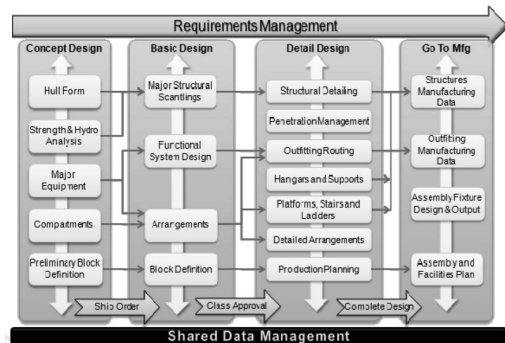 Requirements Management
Concept Design
Hull Form
Strength & Hydro
Analysis
Major
Equipment
Compartments
Preliminary Block
Definition
Basic Design
Major Structural
Scantlings
Functional
System Design
Arrangements
Block Definition
Detail Design
Structural Detailing
Penetration Management
Outfitting Routing
Hangars and Supports
Platforms, Stairs and
Ladders
Detailed Arrangements
Production Planning
Go To Mfg
Structures
Manufacturing
Data
Outfitting
Manufacturing
Data
Assembly Fixture
Design & Output
Assembly and
Facilities Plan
Ship Order
Class Approval
Complete Design
Shared Data Management